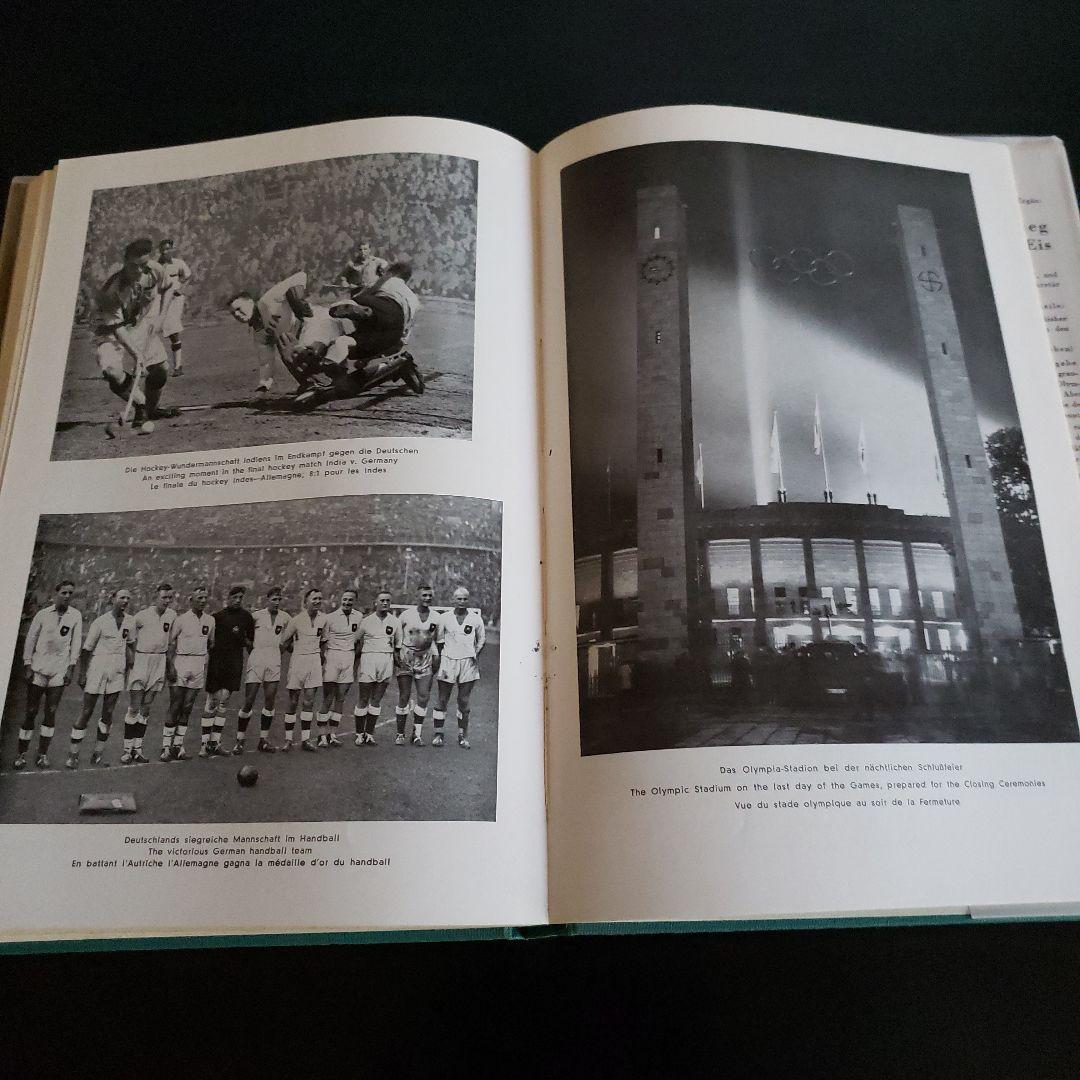 Die Hockey-Wundermannschaft Indiens im Endkampf gegen die Deutschen
An exciting moment in the final hockey match Indie v. Germany
Le finale du hockey Indes—Allemagne; 8:1 pour les Indes
Deutschlands siegreiche Mannschaft im Handball
The victorious German handball team
En battant l'Autriche l'Allemagne gagna la médaille d'or du handball
Das Olympia-Stadion bei der nächtlichen Schlußfeier
The Olympic Stadium on the last day of the Games, prepared for the Closing Ceremonies
Vue du stade olympique au soir de la Fermeture
eg
Eis
und